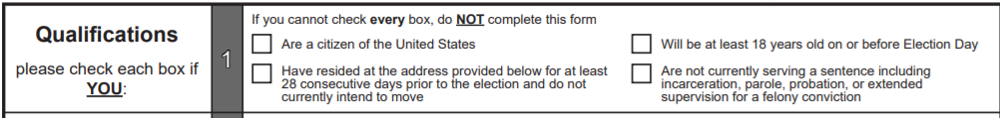 Qualifications
please check each box if
YOU:
1
If you cannot check every box, do NOT complete this form
Are a citizen of the United States
Have resided at the address provided below for at least
28 consecutive days prior to the election and do not
currently intend to move
Will be at least 18 years old on or before Election Day
Are not currently serving a sentence including
incarceration, parole, probation, or extended
supervision for a felony conviction